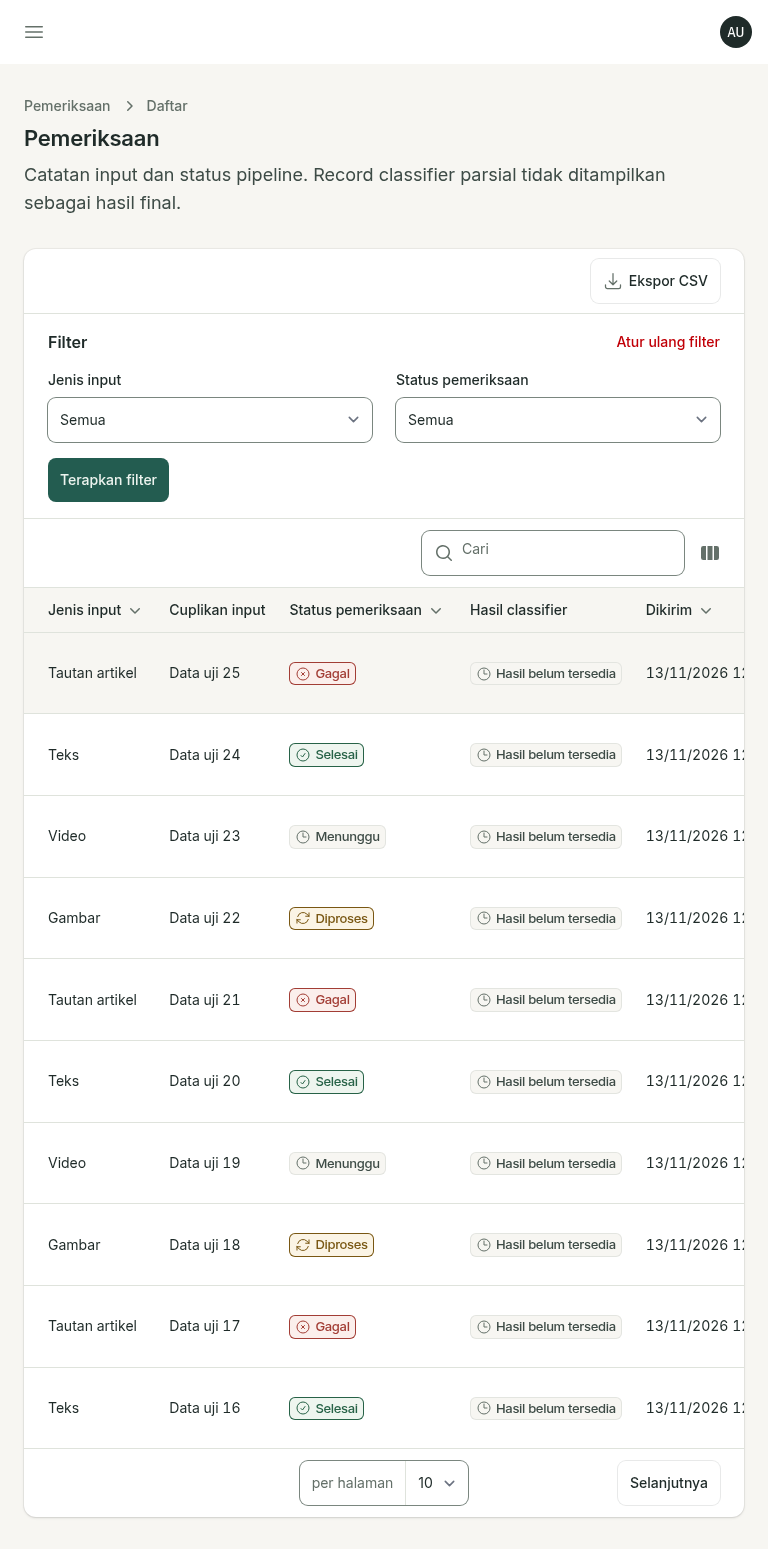 AU
Pemeriksaan > Daftar
Pemeriksaan
Catatan input dan status pipeline. Record classifier parsial tidak ditampilkan
sebagai hasil final.
Ekspor CSV
Filter Atur ulang filter
Jenis input Status pemeriksaan
Semua Semua
Terapkan filter
Cari
Jenis input Cuplikan input Status pemeriksaan Hasil classifier Dikirim
Tautan artikel Data uji 25 Gagal Hasil belum tersedia 13/11/2026
Teks Data uji 24 Selesai Hasil belum tersedia 13/11/2026
Video Data uji 23 Menunggu Hasil belum tersedia 13/11/2026
Gambar Data uji 22 Diproses Hasil belum tersedia 13/11/2026
Tautan artikel Data uji 21 Gagal Hasil belum tersedia 13/11/2026
Teks Data uji 20 Selesai Hasil belum tersedia 13/11/2026
Video Data uji 19 Menunggu Hasil belum tersedia 13/11/2026
Gambar Data uji 18 Diproses Hasil belum tersedia 13/11/2026
Tautan artikel Data uji 17 Gagal Hasil belum tersedia 13/11/2026
Teks Data uji 16 Selesai Hasil belum tersedia 13/11/2026
per halaman 10 Selanjutnya